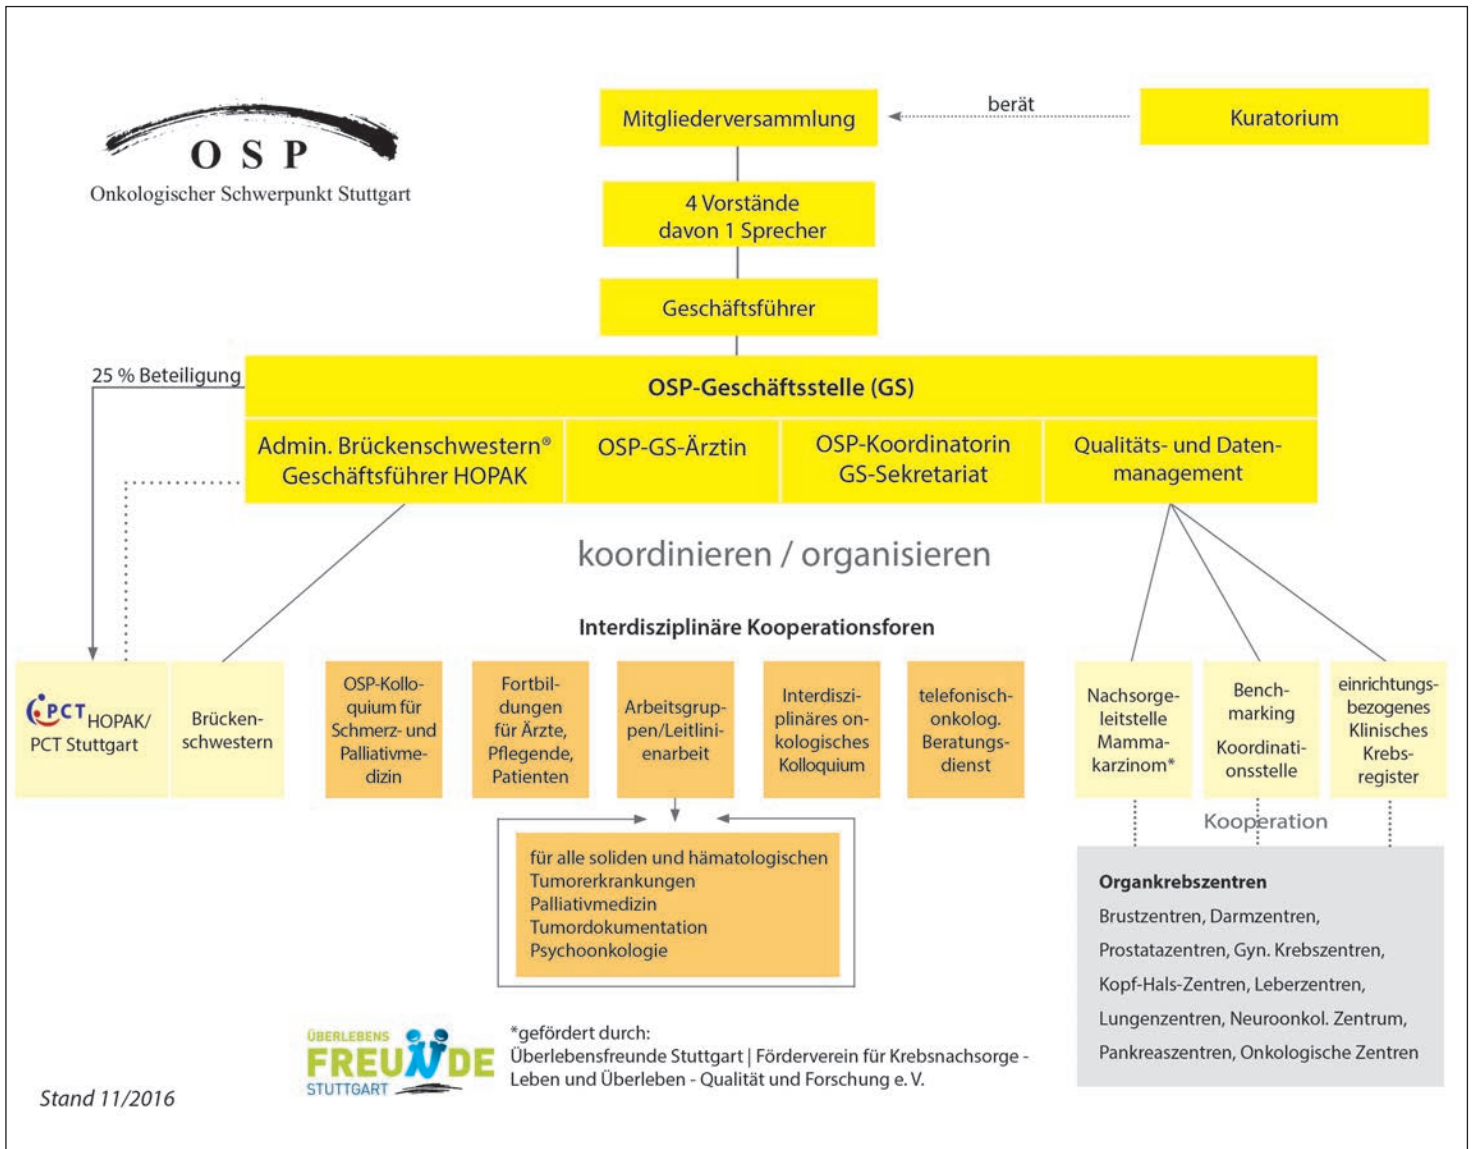 O S P
Onkologischer Schwerpunkt Stuttgart
Mitgliederversammlung
berät
Kuratorium
4 Vorstände
davon 1 Sprecher
Geschäftsführer
25 % Beteiligung
OSP-Geschäftsstelle (GS)
Admin. Brückenschwestern®
Geschäftsführer HOPAK
OSP-GS-Ärztin
OSP-Koordinatorin
GS-Sekretariat
Qualitäts- und Daten-
management
koordinieren / organisieren
Interdisziplinäre Kooperationsforen
PCT HOPAK/
PCT Stuttgart
Brücken-
schwestern
OSP-Kollo-
quium für
Schmerz- und
Palliativme-
dizin
Fortbil-
dungen
für Ärzte,
Pflegende,
Patienten
Arbeitsgrup-
pen/Leitlini-
enarbeit
Interdiszi-
plinäres on-
kologisches
Kolloquium
telefonisch-
onkolog.
Beratungs-
dienst
Nachsorge-
leitstelle
Mamma-
karzinom*
Bench-
marking
Koordinati-
onsstelle
einrichtungs-
bezogenes
Klinisches
Krebs-
register
Kooperation
für alle soliden und hämatologischen
Tumorerkrankungen
Palliativmedizin
Tumordokumentation
Psychoonkologie
Organkrebszentren
Brustzentren, Darmzentren,
Prostatazentren, Gyn. Krebszentren,
Kopf-Hals-Zentren, Leberzentren,
Lungenzentren, Neuroonkol. Zentrum,
Pankreaszentren, Onkologische Zentren
ÜBERLEBENS
FREUNDE
STUTTGART
*gefördert durch:
Überlebensfreunde Stuttgart | Förderverein für Krebsnachsorge -
Leben und Überleben - Qualität und Forschung e. V.
Stand 11/2016